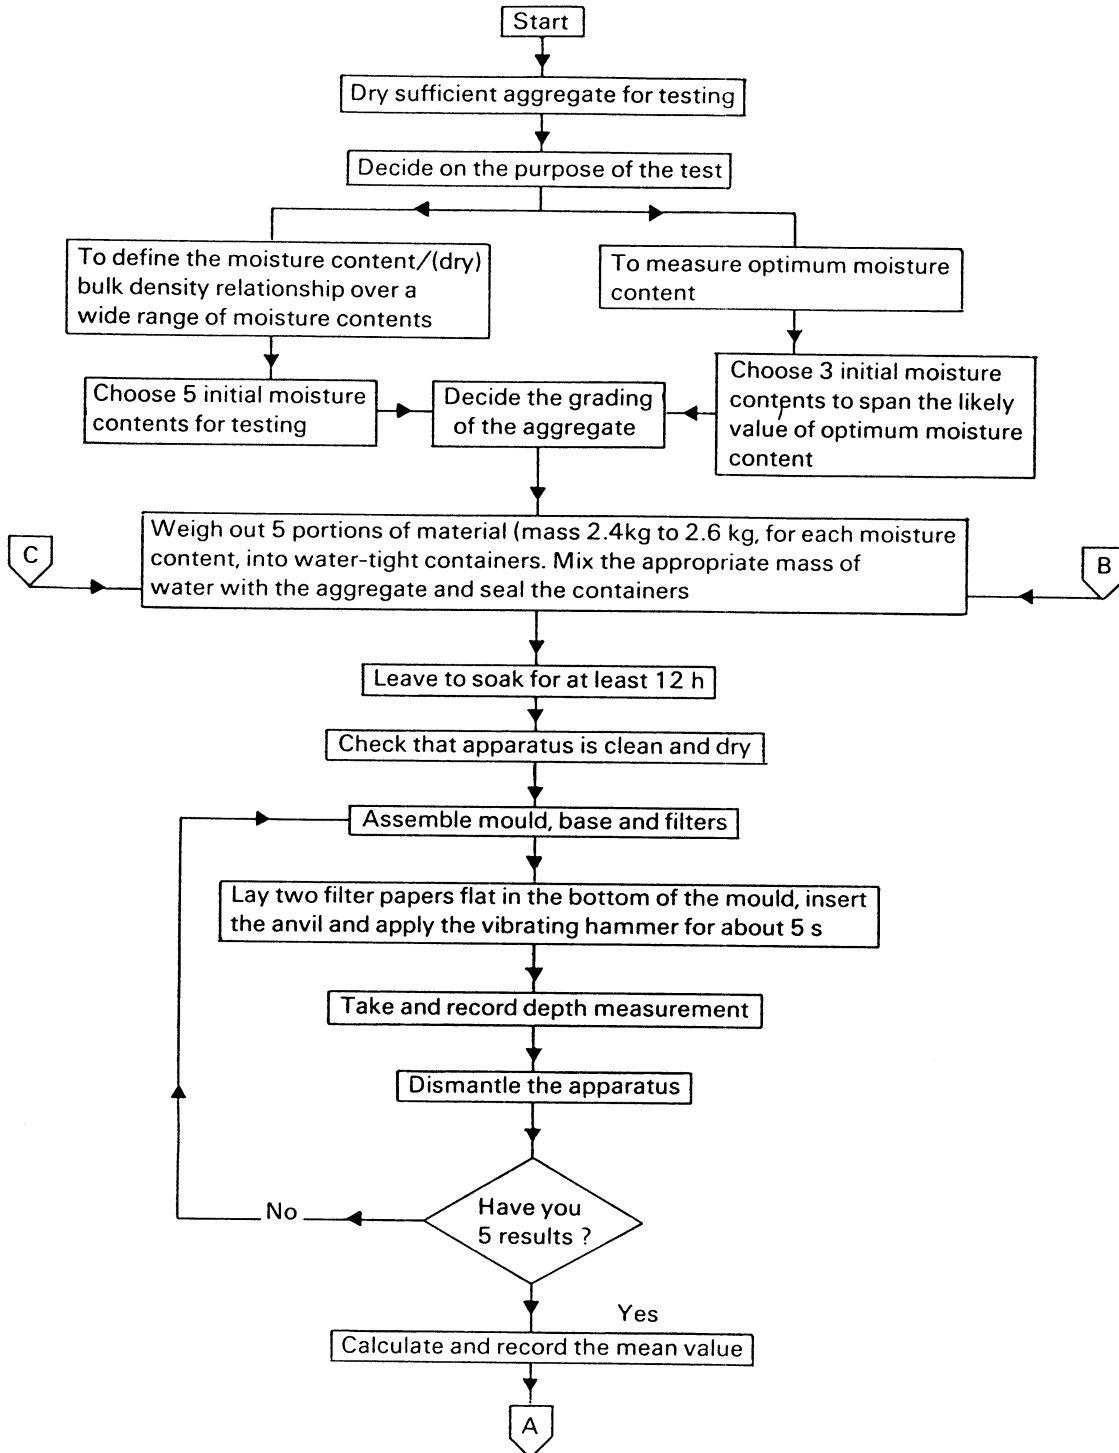 Start
Dry sufficient aggregate for testing
Decide on the purpose of the test
To define the moisture content/(dry)
bulk density relationship over a
wide range of moisture contents
To measure optimum moisture
content
Choose 5 initial moisture
contents for testing
Decide the grading
of the aggregate
Choose 3 initial moisture
contents to span the likely
value of optimum moisture
content
C
Weigh out 5 portions of material (mass 2.4kg to 2.6 kg, for each moisture
content, into water-tight containers. Mix the appropriate mass of
water with the aggregate and seal the containers
B
Leave to soak for at least 12 h
Check that apparatus is clean and dry
Assemble mould, base and filters
Lay two filter papers flat in the bottom of the mould, insert
the anvil and apply the vibrating hammer for about 5 s
Take and record depth measurement
Dismantle the apparatus
Have you
5 results ?
No
Yes
Calculate and record the mean value
A